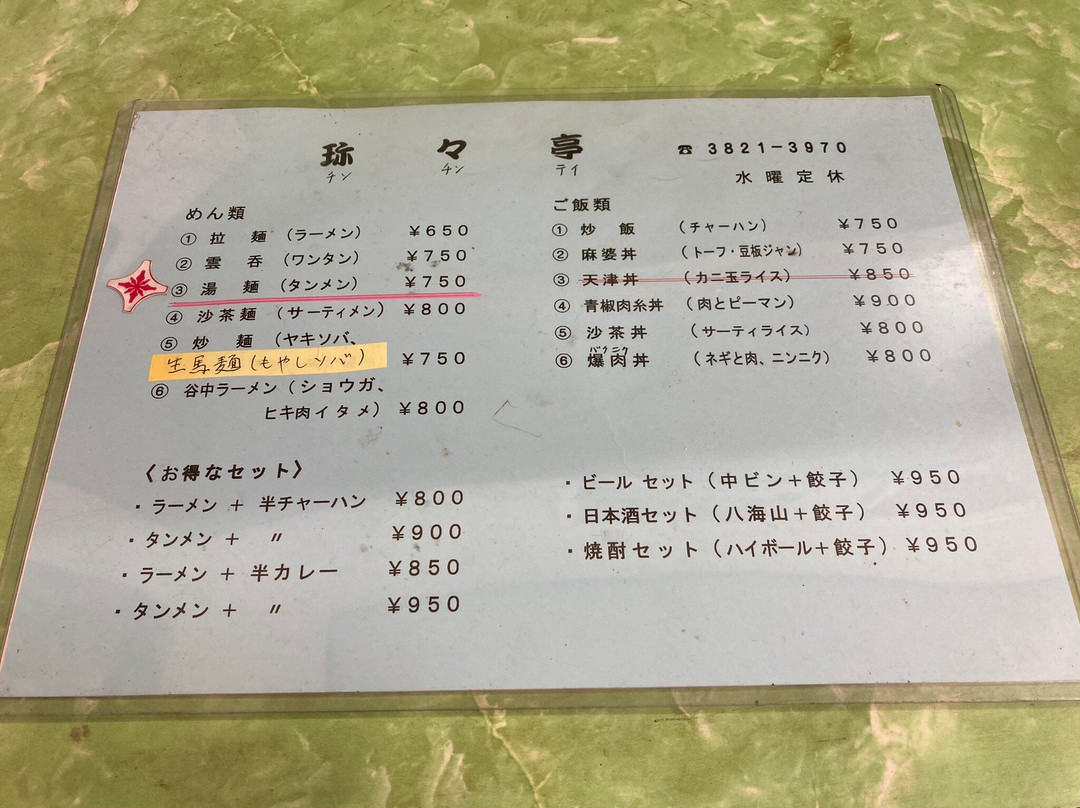 珎々亭
チン チン テイ
☎ 3821-3970
水曜定休
めん類
① 拉麺 (ラーメン) ¥650
② 雲呑 (ワンタン) ¥750
③ 湯麺 (タンメン) ¥750
④ 沙茶麺 (サーティメン) ¥800
⑤ 炒麺 (ヤキソバ、
生馬麺(もやしソバ) ¥750
⑥ 谷中ラーメン (ショウガ、
ヒキ肉イタメ) ¥800
ご飯類
① 炒飯 (チャーハン) ¥750
② 麻婆丼 (トーフ・豆板ジャン) ¥750
③ 天津丼 (カニ玉ライス) ¥850
④ 青椒肉糸丼 (肉とピーマン) ¥900
⑤ 沙茶丼 (サーティライス) ¥800
バクニク
⑥ 爆肉丼 (ネギと肉、ニンニク) ¥800
〈お得なセット〉
・ラーメン + 半チャーハン ¥800
・タンメン + 〃 ¥900
・ラーメン + 半カレー ¥850
・タンメン + 〃 ¥950
・ビール セット (中ビン+餃子) ¥950
・日本酒セット (八海山+餃子) ¥950
・焼酎セット (ハイボール+餃子) ¥950